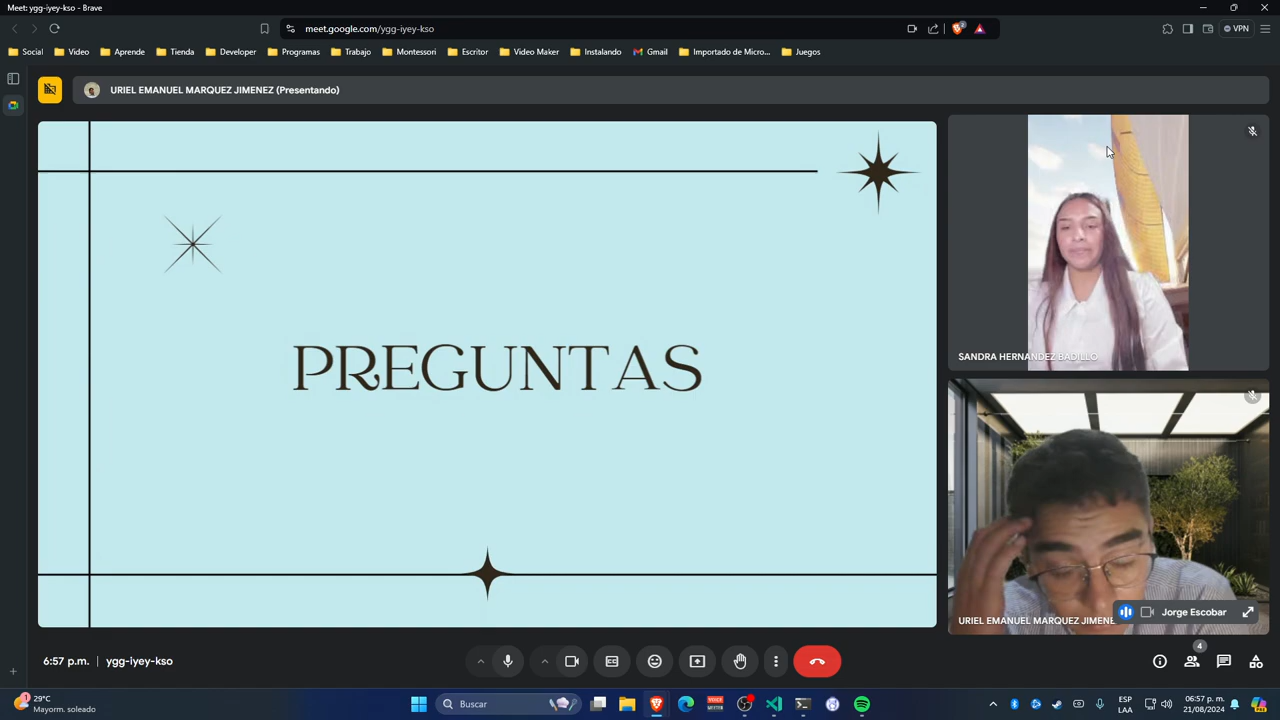 Meet: ygg-iyey-kso - Brave
meet.google.com/ygg-iyey-kso
2
VPN
Social
Video
Aprende
Tienda
Developer
Programas
Trabajo
Montessori
Escritor
Video Maker
Instalando
Gmail
Importado de Micro...
Juegos
URIEL EMANUEL MARQUEZ JIMENEZ (Presentando)
PREGUNTAS
SANDRA HERNANDEZ BADILLO
URIEL EMANUEL MARQUEZ JIMENE
Jorge Escobar
6:57 p.m. | ygg-iyey-kso
4
1
29°C
Mayorm. soleado
Buscar
ESP
LAA
06:57 p. m.
21/08/2024